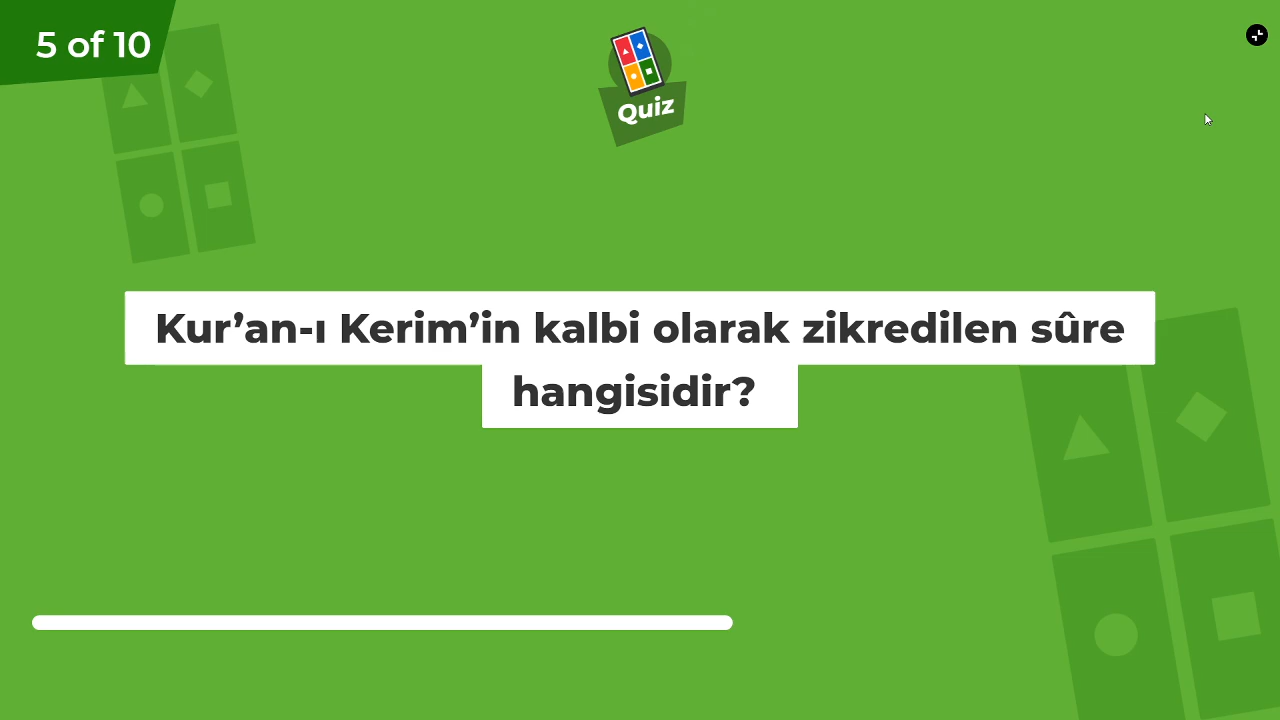 5 of 10
Quiz
Kur’an-ı Kerim’in kalbi olarak zikredilen sûre
hangisidir?